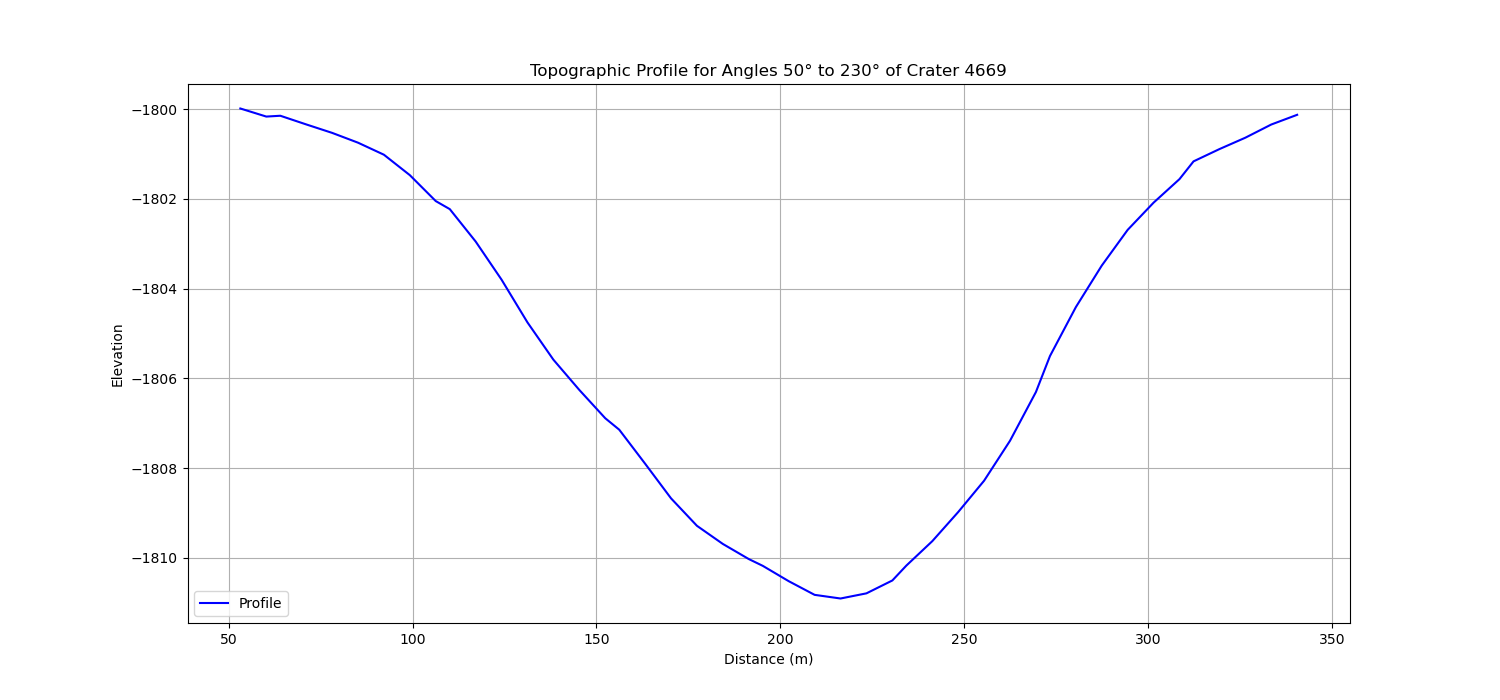 Topographic Profile for Angles 50° to 230° of Crater 4669
Elevation
−1800
−1802
−1804
−1806
−1808
−1810
Profile
50 100 150 200 250 300 350
Distance (m)